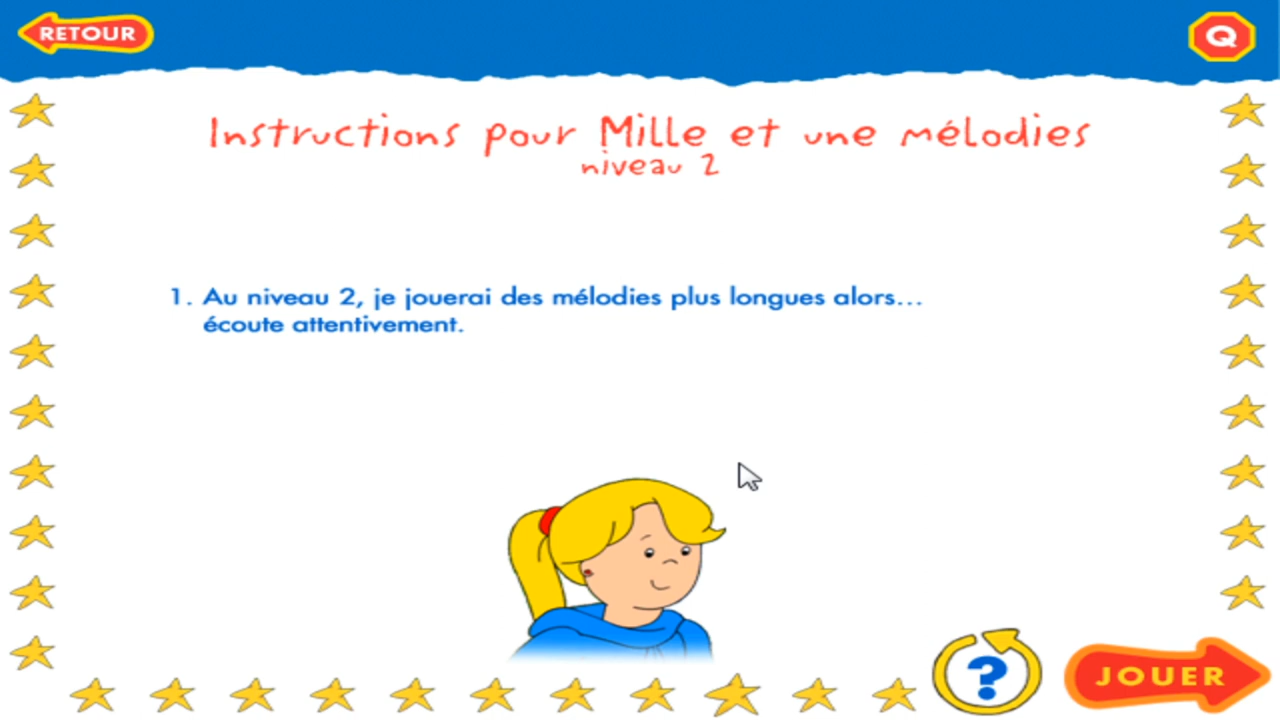 RETOUR
Q
Instructions pour Mille et une mélodies
niveau 2
1. Au niveau 2, je jouerai des mélodies plus longues alors...
écoute attentivement.
?
JOUER